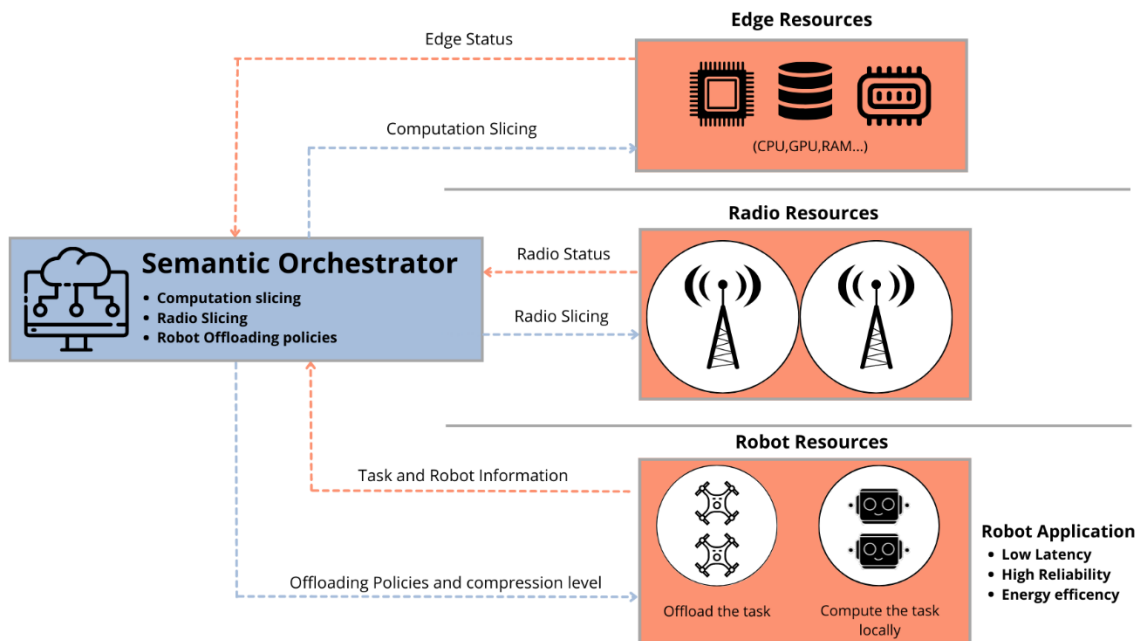 Edge Resources
Edge Status
Computation Slicing
(CPU,GPU,RAM...)
Radio Resources
Semantic Orchestrator
• Computation slicing
• Radio Slicing
• Robot Offloading policies
Radio Status
Radio Slicing
Robot Resources
Task and Robot Information
Offloading Policies and compression level
Offload the task
Compute the task
locally
Robot Application
• Low Latency
• High Reliability
• Energy efficency